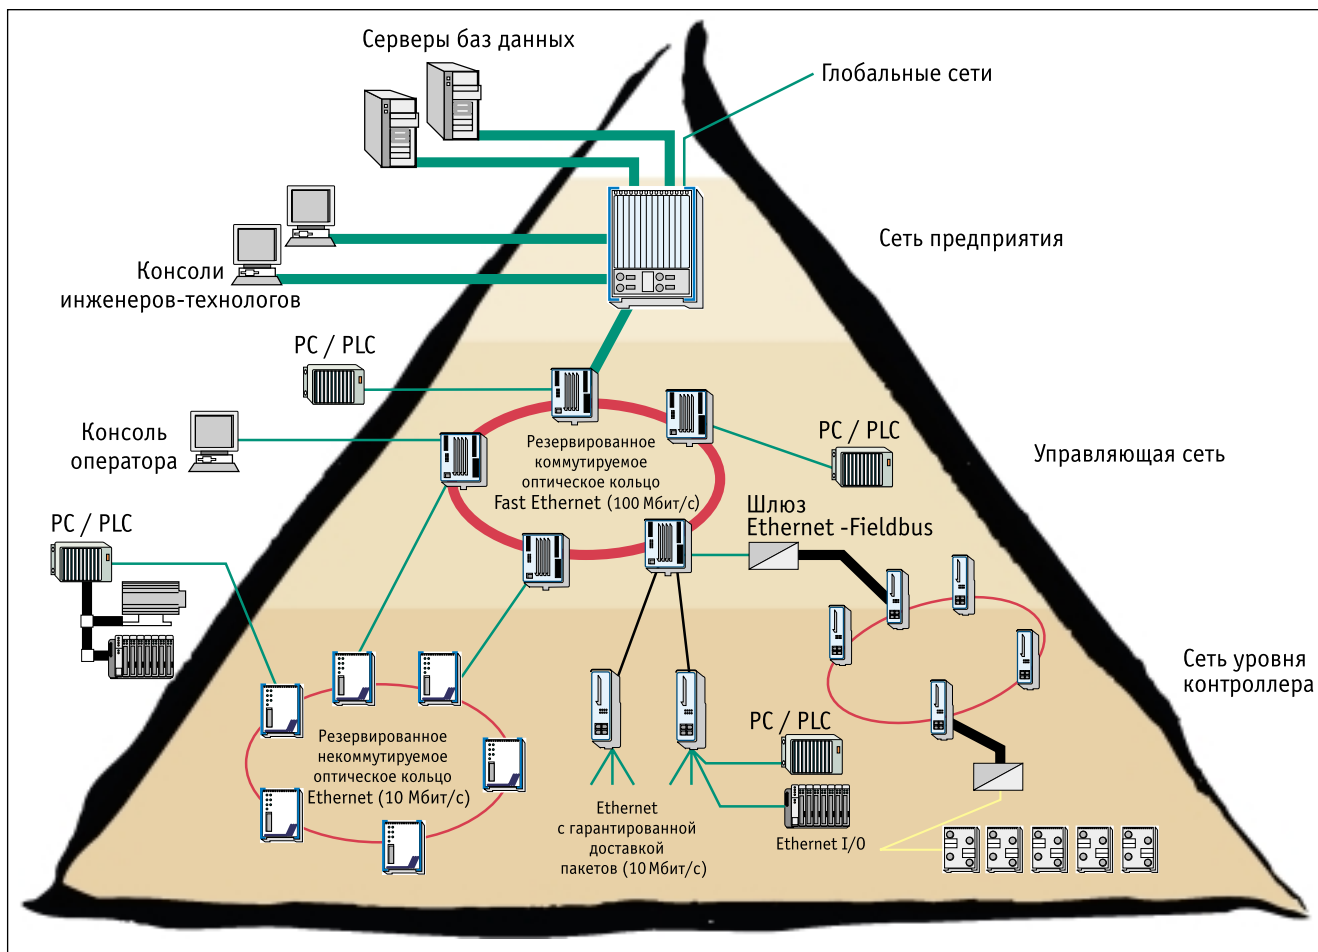 Серверы баз данных
Глобальные сети
Сеть предприятия
Консоли
инженеров-технологов
PC / PLC
Консоль
оператора
Резервированное
коммутируемое
оптическое кольцо
Fast Ethernet (100 Мбит/с)
PC / PLC
Управляющая сеть
PC / PLC
Шлюз
Ethernet -Fieldbus
Сеть уровня
контроллера
Резервированное
некоммутируемое
оптическое кольцо
Ethernet (10 Мбит/с)
PC / PLC
Ethernet
с гарантированной
доставкой
пакетов (10 Мбит/с)
Ethernet I/O